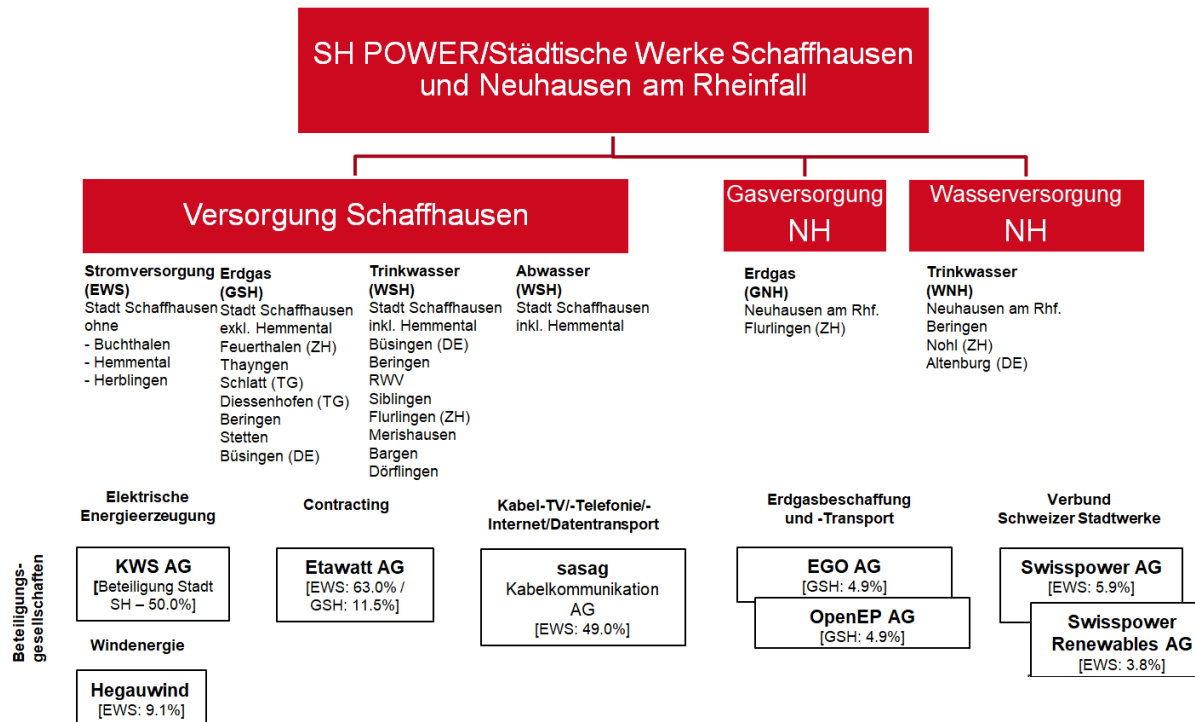 SH POWER/Städtische Werke Schaffhausen
und Neuhausen am Rheinfall
Versorgung Schaffhausen
Gasversorgung
NH
Wasserversorgung
NH
Stromversorgung
(EWS)
Stadt Schaffhausen
ohne
- Buchthalen
- Hemmental
- Herblingen
Erdgas
(GSH)
Stadt Schaffhausen
exkl. Hemmental
Feuerthalen (ZH)
Thayngen
Schlatt (TG)
Diessenhofen (TG)
Beringen
Stetten
Büsingen (DE)
Trinkwasser
(WSH)
Stadt Schaffhausen
inkl. Hemmental
Büsingen (DE)
Beringen
RWV
Siblingen
Flurlingen (ZH)
Merishausen
Bargen
Dörflingen
Abwasser
(WSH)
Stadt Schaffhausen
inkl. Hemmental
Erdgas
(GNH)
Neuhausen am Rhf.
Flurlingen (ZH)
Trinkwasser
(WNH)
Neuhausen am Rhf.
Beringen
Nohl (ZH)
Altenburg (DE)
Beteiligungs-
gesellschaften
Elektrische
Energieerzeugung
KWS AG
[Beteiligung Stadt
SH – 50.0%]
Windenergie
Hegauwind
[EWS: 9.1%]
Contracting
Etawatt AG
[EWS: 63.0% /
GSH: 11.5%]
Kabel-TV/-Telefonie/-
Internet/Datentransport
sasag
Kabelkommunikation
AG
[EWS: 49.0%]
Erdgasbeschaffung
und -Transport
EGO AG
[GSH: 4.9%]
OpenEP AG
[GSH: 4.9%]
Verbund
Schweizer Stadtwerke
Swisspower AG
[EWS: 5.9%]
Swisspower
Renewables AG
[EWS: 3.8%]